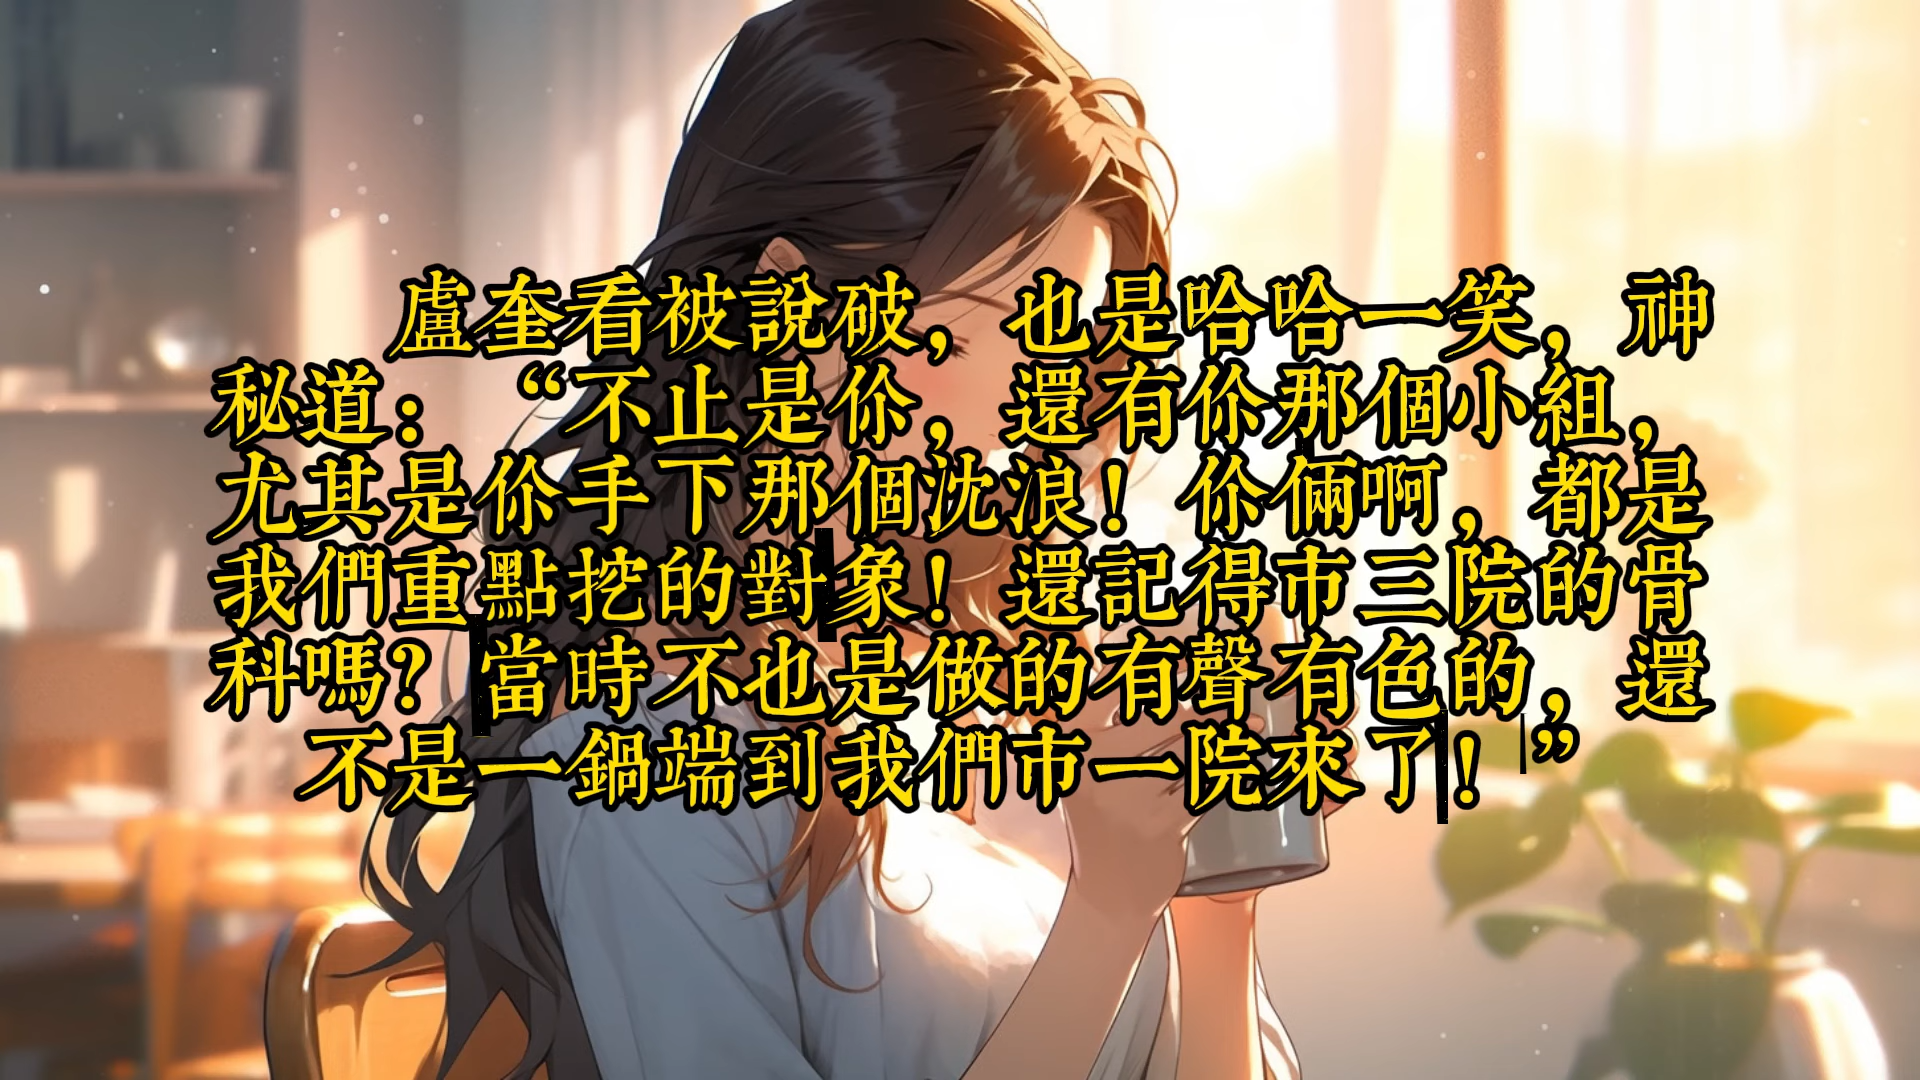 盧奎看被說破，也是哈哈一笑，神
秘道：“不止是你，還有你那個小組，
尤其是你手下那個沈浪！你倆啊，都是
我們重點挖的對象！還記得市三院的骨
科嗎？當時不也是做的有聲有色的，還
不是一鍋端到我們市一院來了！”